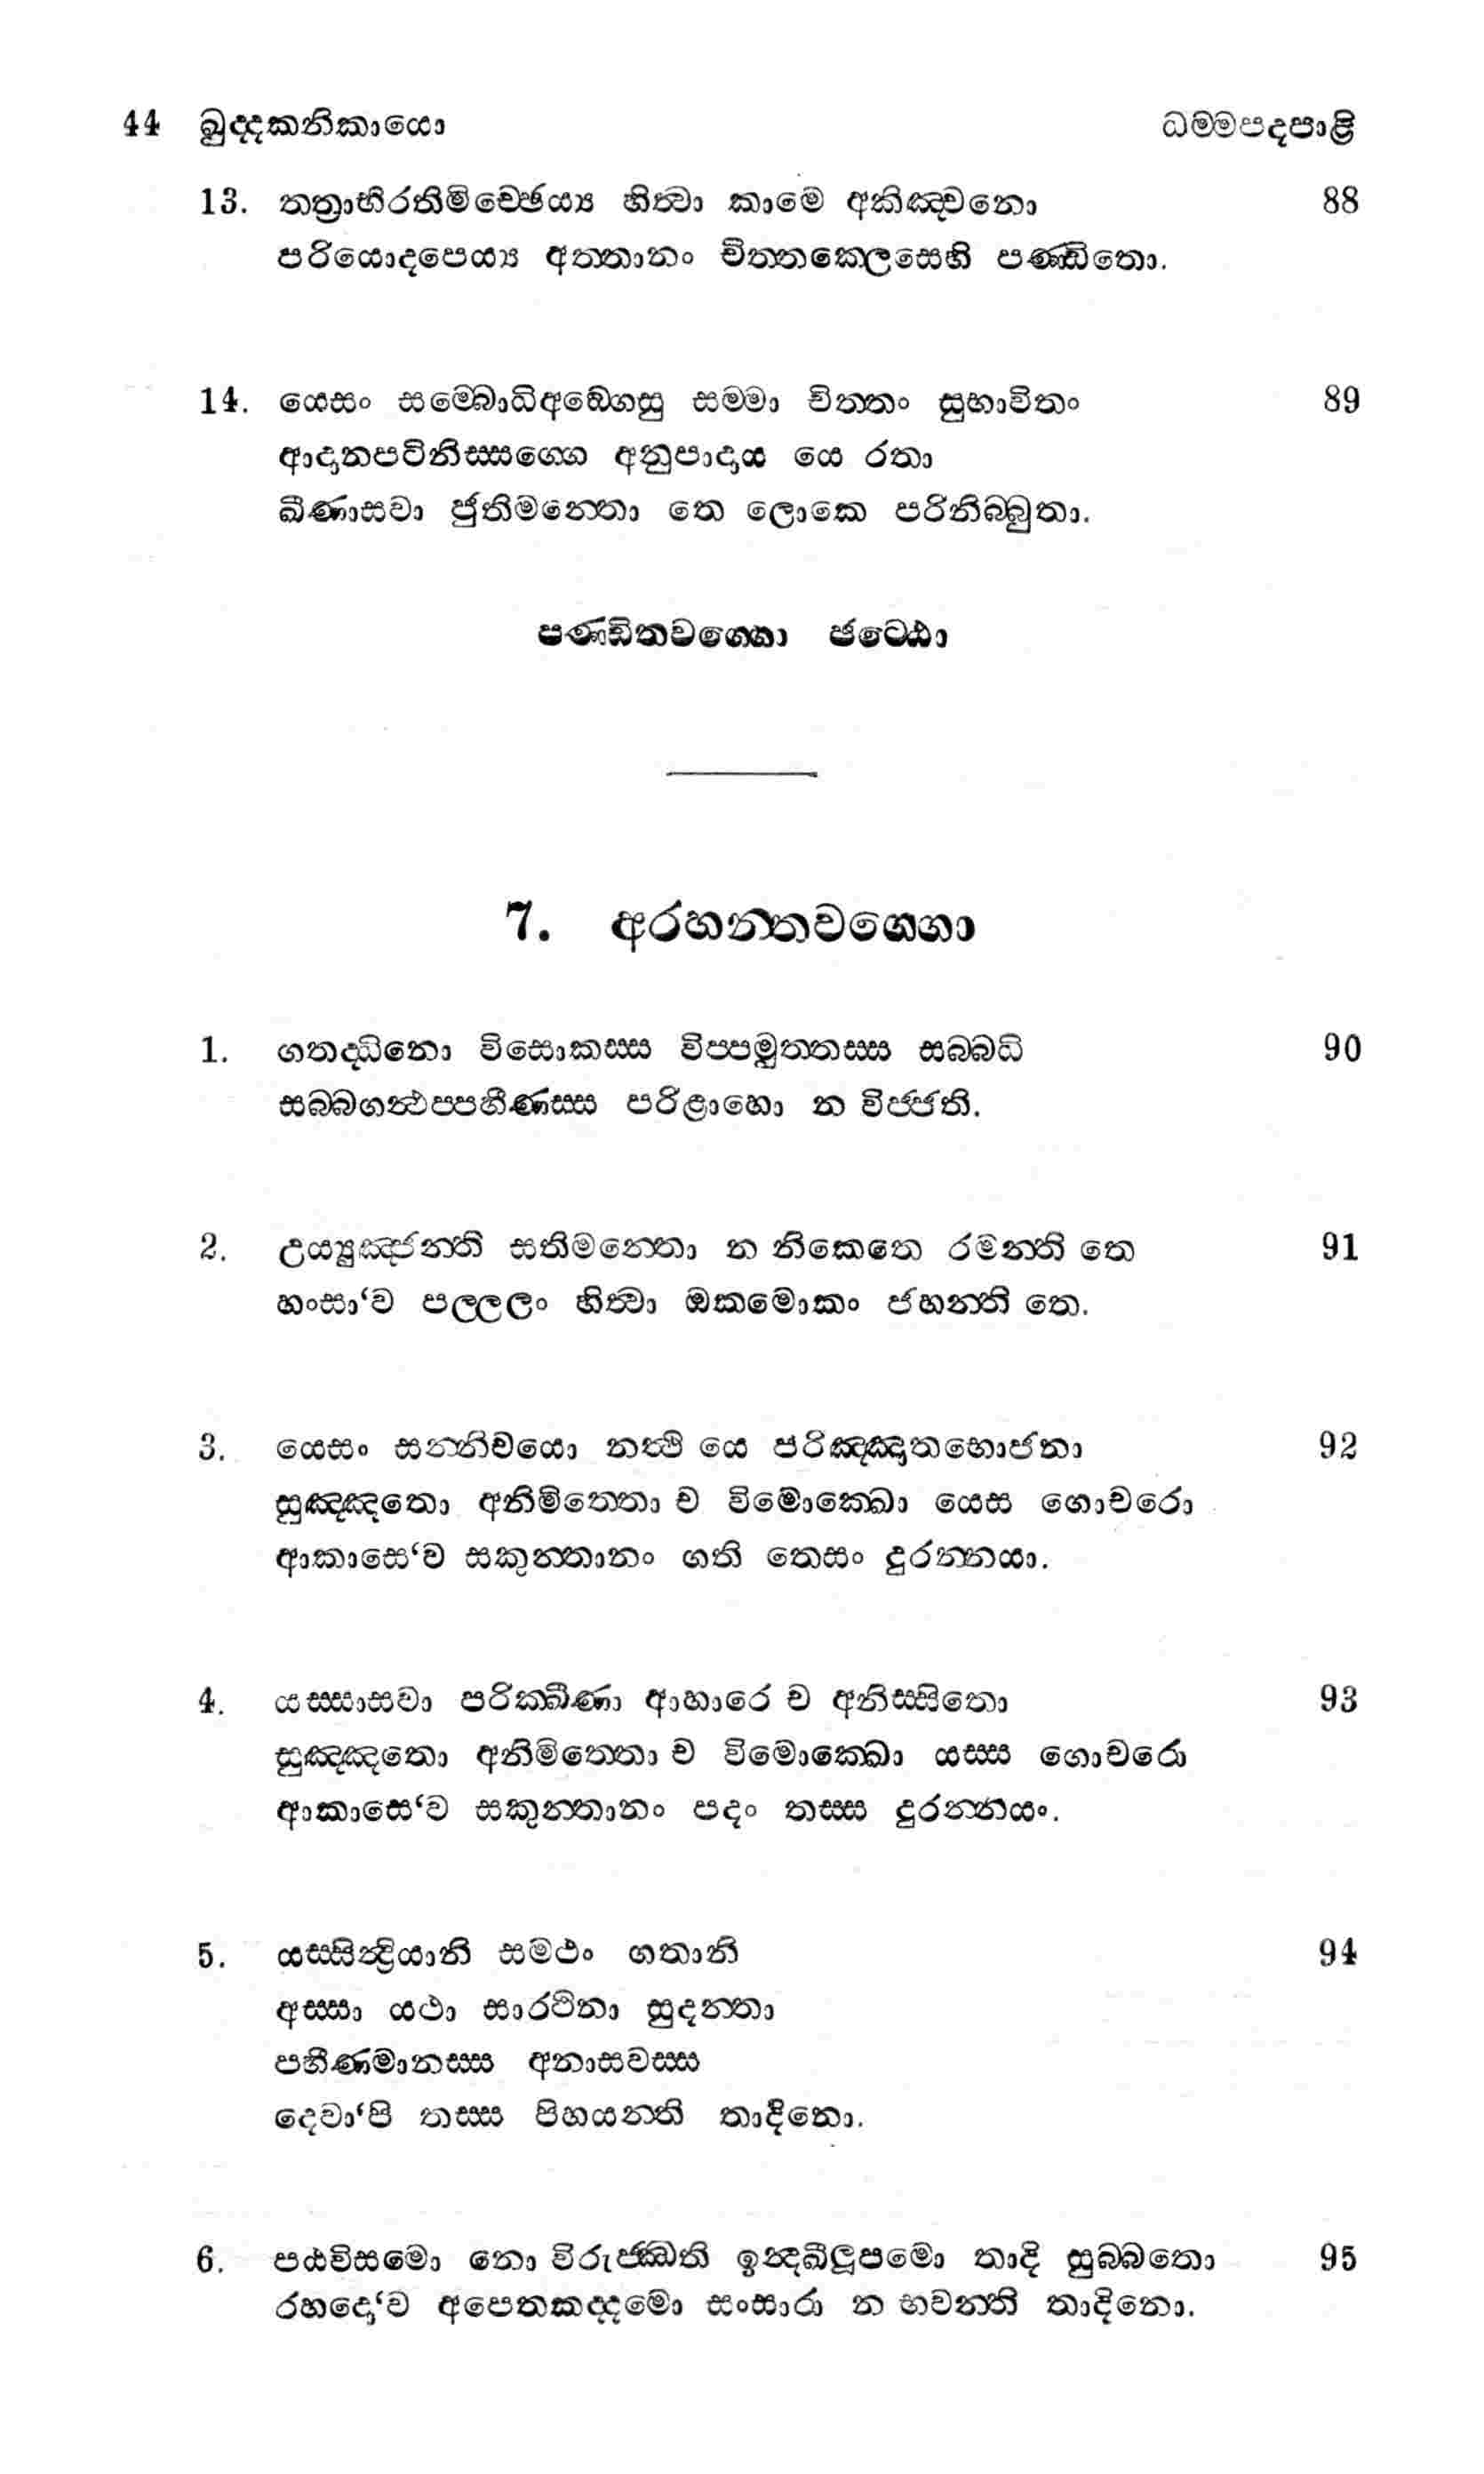 44 ඛුද්දකනිකායො ධම්මපදපාළි
13. තත්‍රාභිරතිමිච්ඡෙය්‍ය හිත්‍වා කාමෙ අකිඤ්චනො 88
පරියොදපෙය්‍ය අත්තානං චිත්තක්ලෙසෙහි පණ්ඩිතො.
14. යෙසං සම්බොධිඅඞ්ගෙසු සම්මා චිත්තං සුභාවිතං 89
ආදානපටිනිස්සග්ගෙ අනුපාදාය යෙ රතා
ඛීණාසවා ජුතිමන්තො තෙ ලොකෙ පරිනිබ්බුතා.
පණ්ඩිතවග්ගො ඡට්ඨො
7. අරහන්තවග්ගො
1. ගතද්ධිනො විසොකස්ස විප්පමුත්තස්ස සබ්බධි 90
සබ්බගන්ථප්පහීණස්ස පරිළාහො න විජ්ජති.
2. උය්‍යුඤ්ජන්ති සතිමන්තො න නිකෙතෙ රමන්ති තෙ 91
හංසා‘ව පල්ලලං හිත්‍වා ඔකමොකං ජහන්ති තෙ.
3. යෙසං සන්නිචයො නත්ථි යෙ පරිඤ්ඤාතභොජනා 92
සුඤ්ඤතො අනිමිත්තො ච විමොක්ඛො යෙස ගොචරො
ආකාසෙ‘ව සකුන්තානං ගති තෙසං දුරන්නයා.
4. යස්සාසවා පරික්ඛීණා ආහාරෙ ච අනිස්සිතො 93
සුඤ්ඤතො අනිමිත්තො ච විමොක්ඛො යස්ස ගොචරො
ආකාසෙ‘ව සකුන්තානං පදං තස්ස දුරන්නයං.
5. යස්සින්‍ද්‍රියානි සමථං ගතානි 94
අස්සා යථා සාරථිනා සුදන්තා
පහීණමානස්ස අනාසවස්ස
දෙවා‘පි තස්ස පිහයන්ති තාදිනො.
6. පඨවිසමො නො විරුජ්ඣති ඉන්දඛීලූපමො තාදි සුබ්බතො 95
රහදො‘ව අපෙතකද්දමො සංසාරා න භවන්ති තාදිනො.